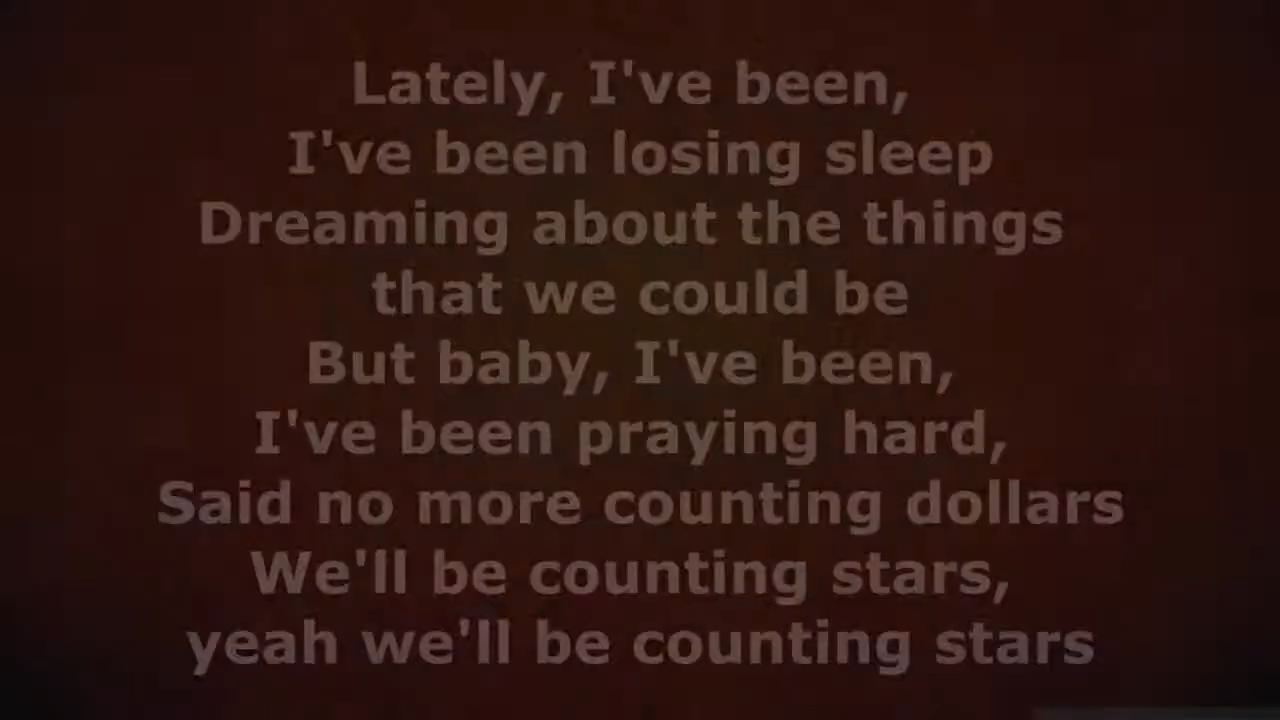 Lately, I've been,
I've been losing sleep
Dreaming about the things
that we could be
But baby, I've been,
I've been praying hard,
Said no more counting dollars
We'll be counting stars,
yeah we'll be counting stars